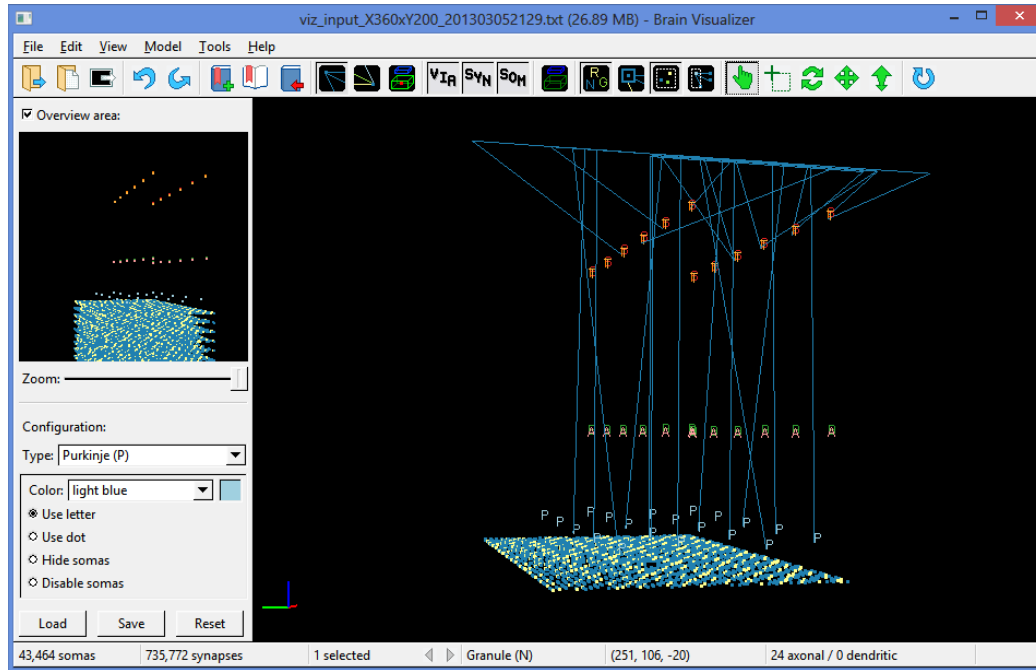 viz_input_X360xY200_201303052129.txt (26.89 MB) - Brain Visualizer
File Edit View Model Tools Help
VIA SYN SOM R N G
Overview area:
Zoom:
Configuration:
Type: Purkinje (P)
Color: light blue
Use letter
Use dot
Hide somas
Disable somas
Load Save Reset
A A A A A A A A A A A
P P P P P P P P P P P P P P P P
43,464 somas 735,772 synapses 1 selected Granule (N) (251, 106, -20) 24 axonal / 0 dendritic